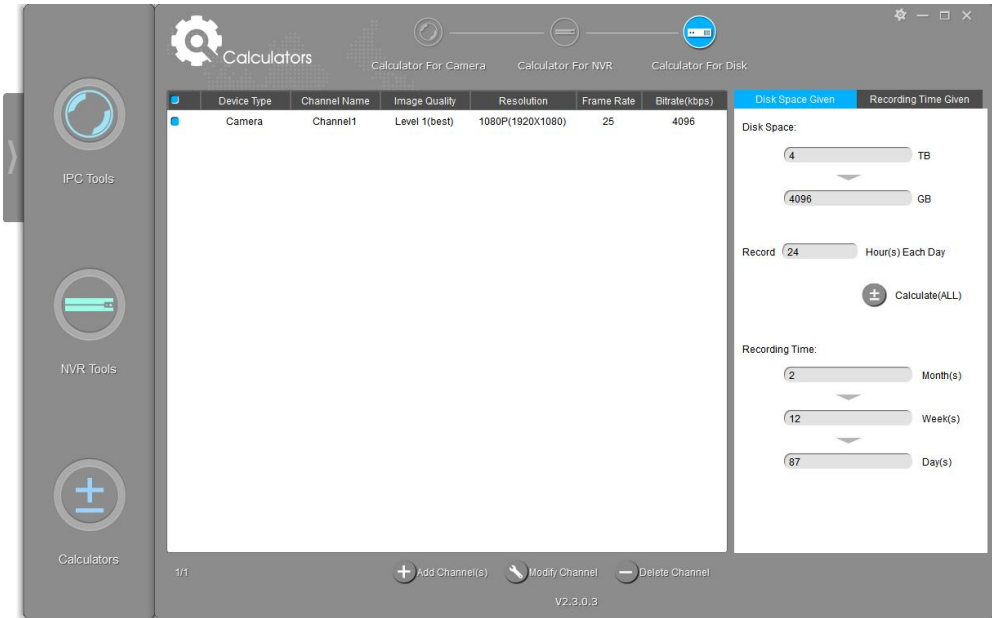 Calculators
Calculator For Camera Calculator For NVR Calculator For Disk
IPC Tools
NVR Tools
Calculators
Device Type Channel Name Image Quality Resolution Frame Rate Bitrate(kbps)
Camera Channel1 Level 1(best) 1080P(1920X1080) 25 4096
1/1
Add Channel(s) Modify Channel Delete Channel
V2.3.0.3
Disk Space Given Recording Time Given
Disk Space:
4 TB
4096 GB
Record 24 Hour(s) Each Day
Calculate(ALL)
Recording Time:
2 Month(s)
12 Week(s)
87 Day(s)